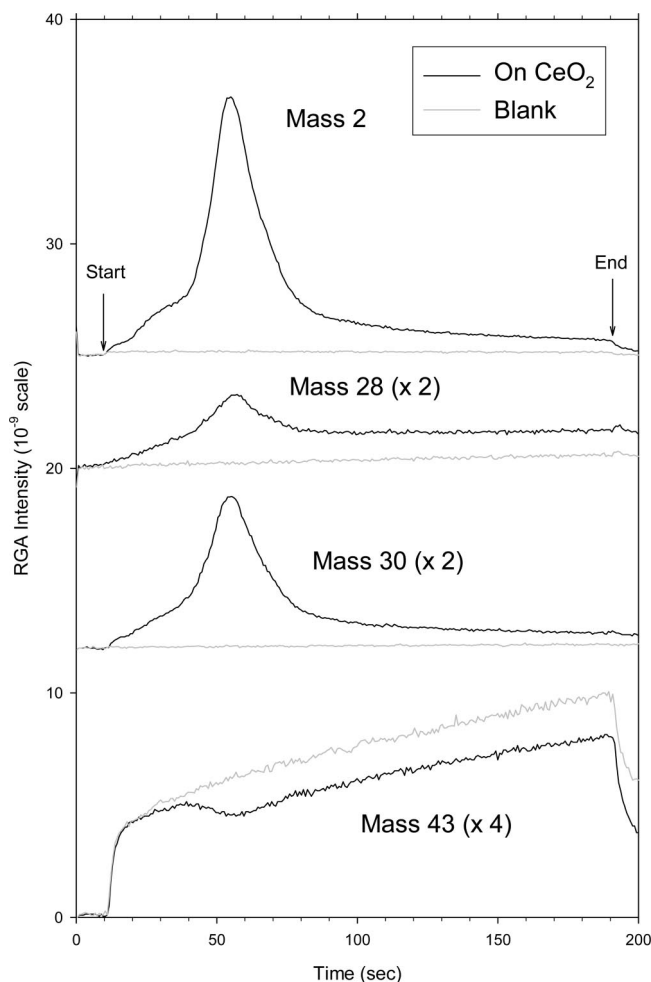 40
On CeO₂
Blank
Mass 2
30
Start
End
Mass 28 (x 2)
20
Mass 30 (x 2)
10
Mass 43 (x 4)
0
RGA Intensity (10⁻⁹ scale)
0 50 100 150 200
Time (sec)